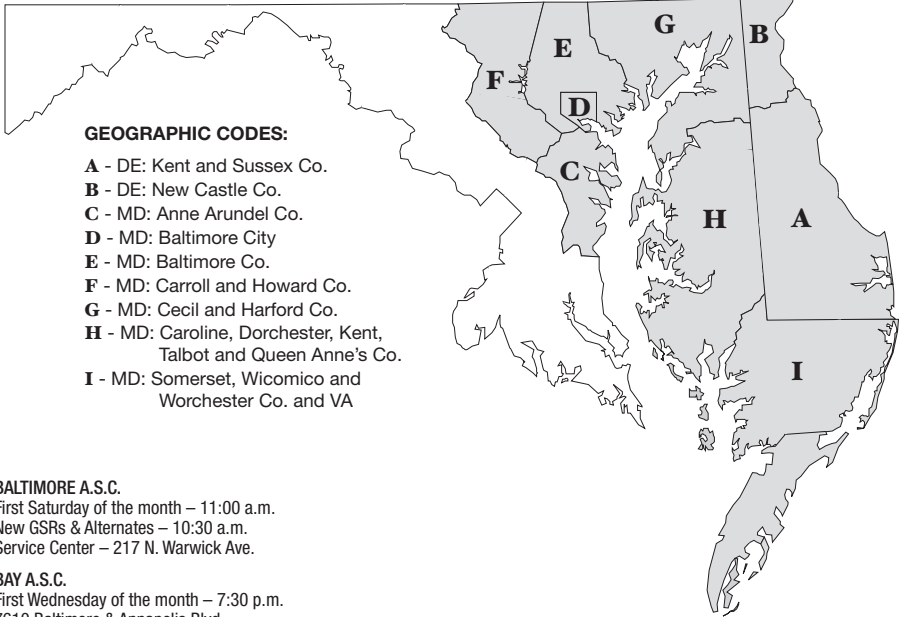 G
B
E
F
D
C
H
A
I
GEOGRAPHIC CODES:
A - DE: Kent and Sussex Co.
B - DE: New Castle Co.
C - MD: Anne Arundel Co.
D - MD: Baltimore City
E - MD: Baltimore Co.
F - MD: Carroll and Howard Co.
G - MD: Cecil and Harford Co.
H - MD: Caroline, Dorchester, Kent,
Talbot and Queen Anne's Co.
I - MD: Somerset, Wicomico and
Worchester Co. and VA
BALTIMORE A.S.C.
First Saturday of the month – 11:00 a.m.
New GSRs & Alternates – 10:30 a.m.
Service Center – 217 N. Warwick Ave.
BAY A.S.C.
First Wednesday of the month – 7:30 p.m.
Baltimore & Annapolis Blvd